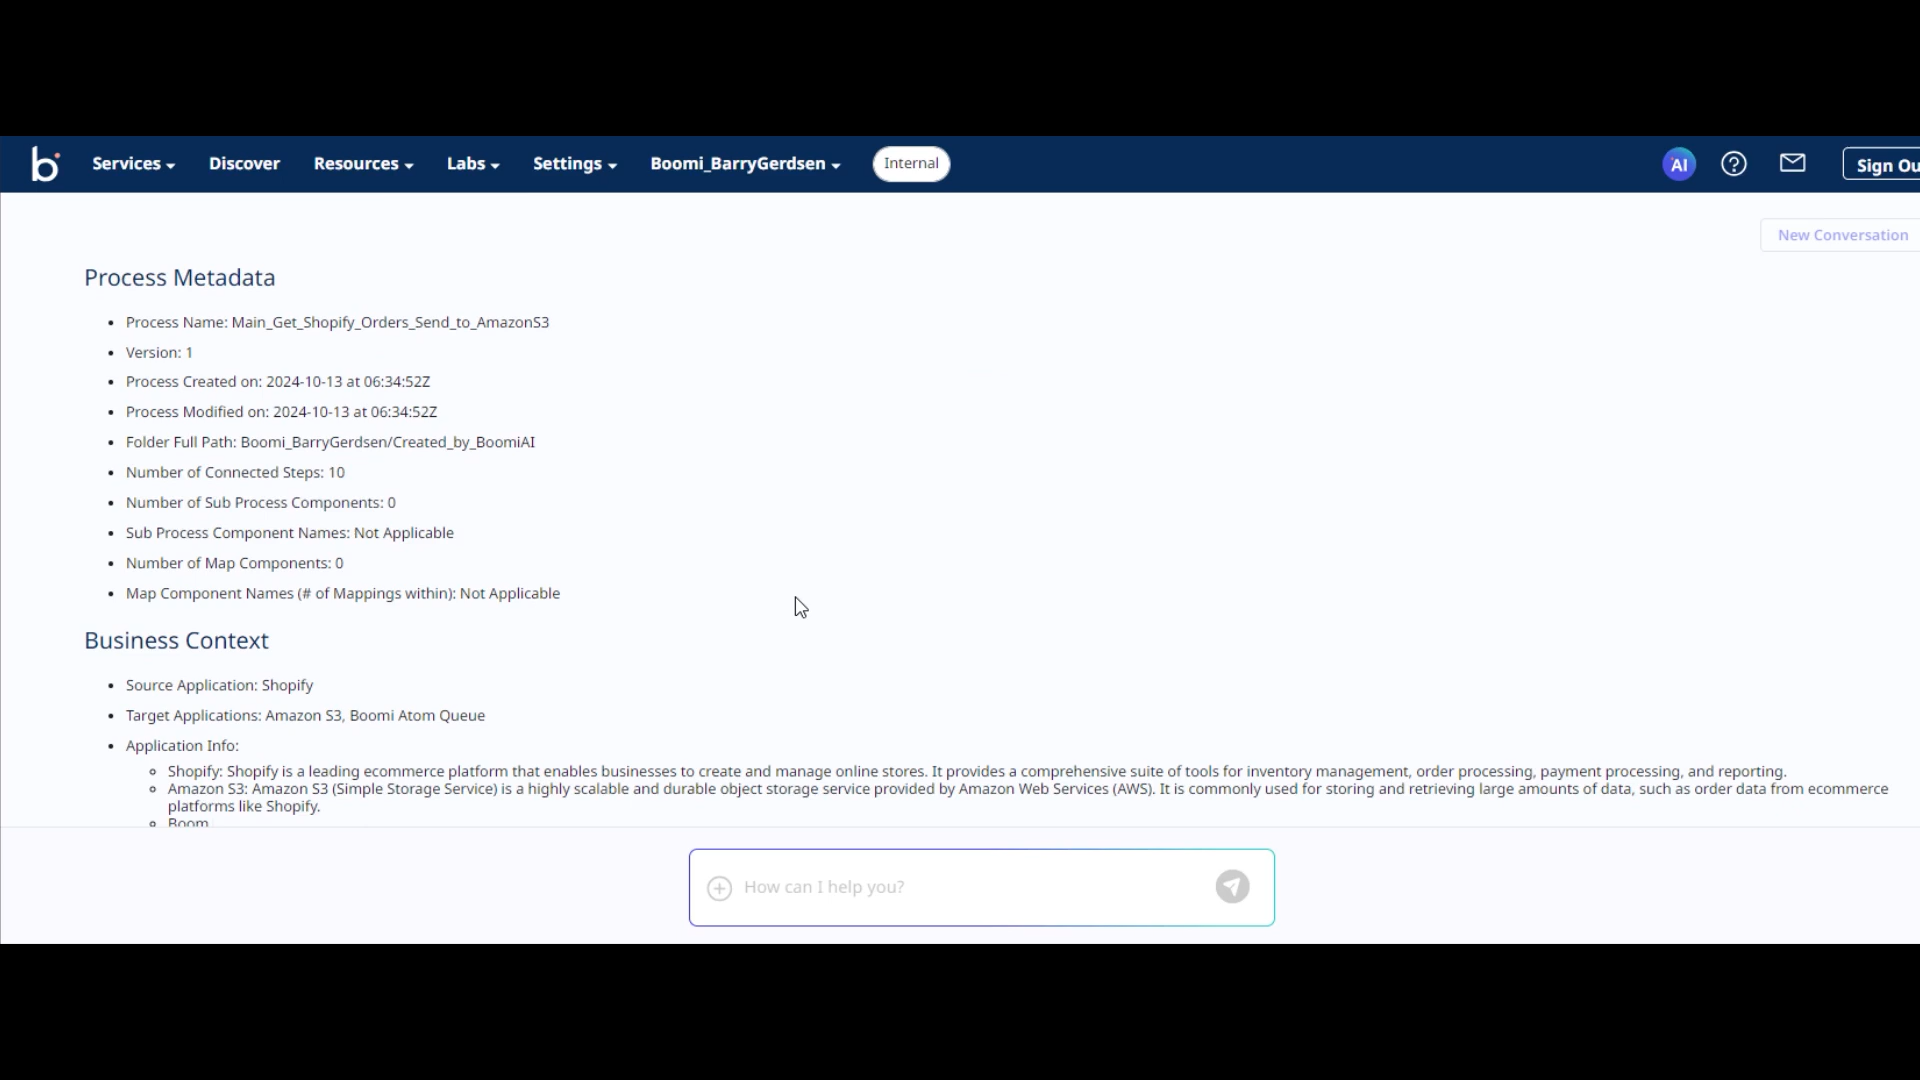 b Services Discover Resources Labs Settings Boomi_BarryGerdsen Internal AI ? Sign Ou
New Conversation
Process Metadata
• Process Name: Main_Get_Shopify_Orders_Send_to_AmazonS3
• Version: 1
• Process Created on: 2024-10-13 at 06:34:52Z
• Process Modified on: 2024-10-13 at 06:34:52Z
• Folder Full Path: Boomi_BarryGerdsen/Created_by_BoomiAI
• Number of Connected Steps: 10
• Number of Sub Process Components: 0
• Sub Process Component Names: Not Applicable
• Number of Map Components: 0
• Map Component Names (# of Mappings within): Not Applicable
Business Context
• Source Application: Shopify
• Target Applications: Amazon S3, Boomi Atom Queue
• Application Info:
◦ Shopify: Shopify is a leading ecommerce platform that enables businesses to create and manage online stores. It provides a comprehensive suite of tools for inventory management, order processing, payment processing, and reporting.
◦ Amazon S3: Amazon S3 (Simple Storage Service) is a highly scalable and durable object storage service provided by Amazon Web Services (AWS). It is commonly used for storing and retrieving large amounts of data, such as order data from ecommerce
platforms like Shopify.
◦ Boom
How can I help you?